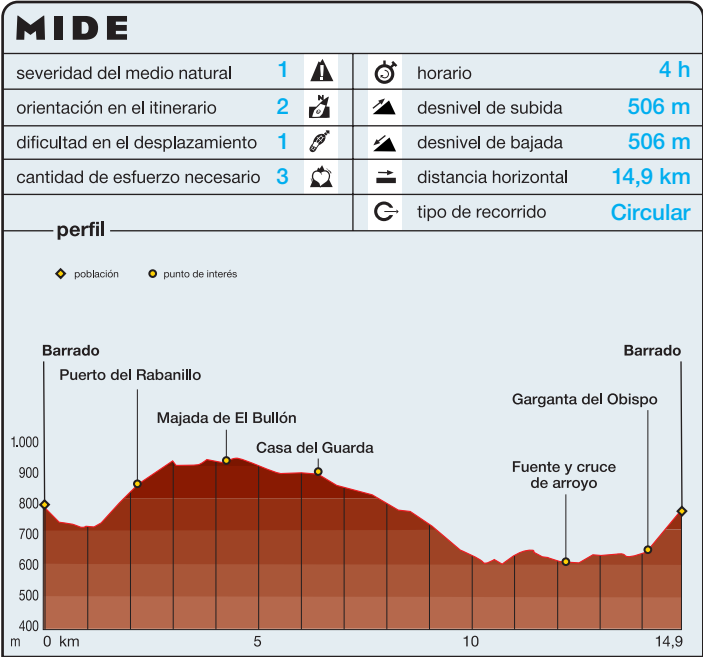 MIDE
severidad del medio natural 1
orientación en el itinerario 2
dificultad en el desplazamiento 1
cantidad de esfuerzo necesario 3
horario 4 h
desnivel de subida 506 m
desnivel de bajada 506 m
distancia horizontal 14,9 km
tipo de recorrido Circular
perfil
población
punto de interés
Barrado
Puerto del Rabanillo
Majada de El Bullón
Casa del Guarda
Fuente y cruce
de arroyo
Garganta del Obispo
Barrado
1.000
900
800
700
600
500
400
m 0 km 5 10 14,9
N